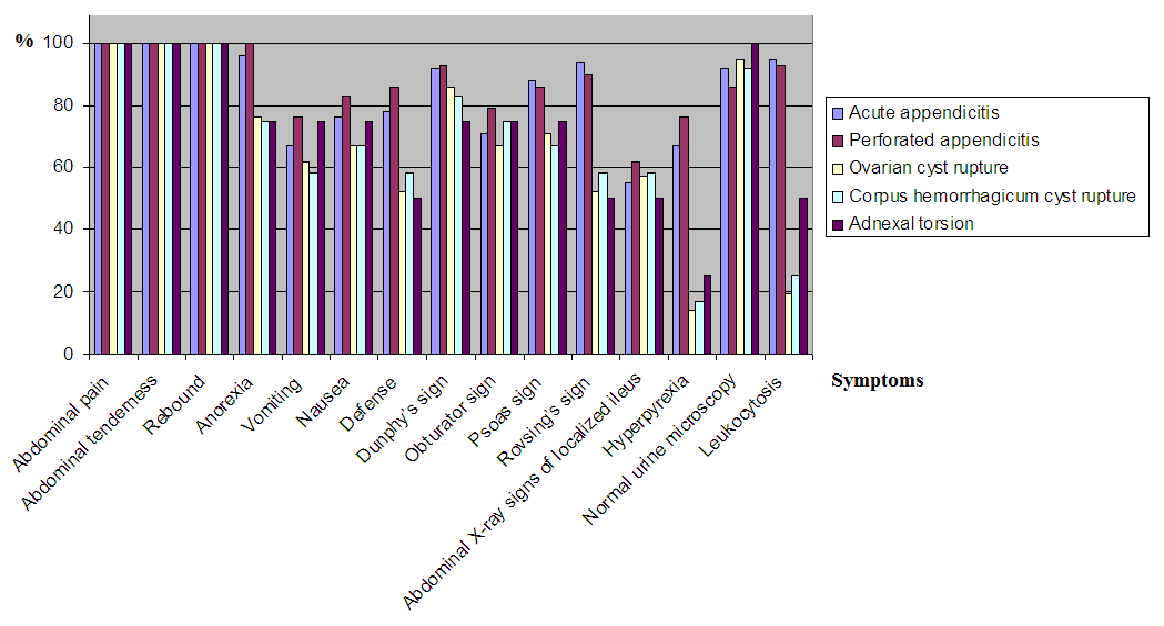 %
100
80
60
40
20
0
Abdominal pain
Abdominal tenderness
Rebound
Anorexia
Vomiting
Nausea
Defense
Dunphy's sign
Obturator sign
Psoas sign
Rovsing's sign
Abdominal X-ray signs of localized ileus
Hyperpyrexia
Normal urine microscopy
Leukocytosis
Symptoms
Acute appendicitis
Perforated appendicitis
Ovarian cyst rupture
Corpus hemorrhagicum cyst rupture
Adnexal torsion